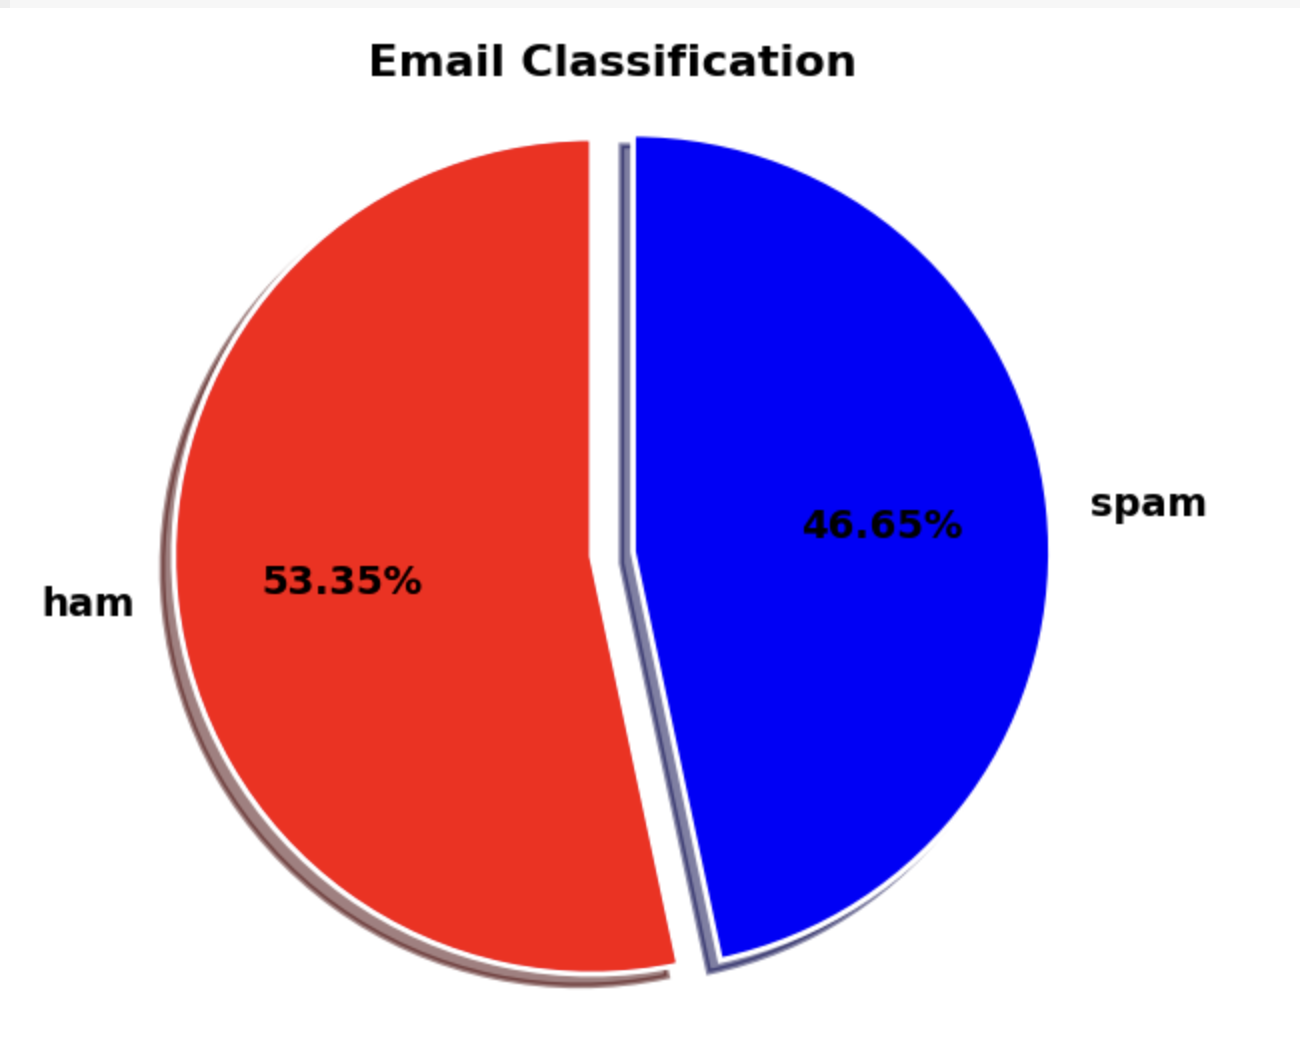 Email Classification
spam
46.65%
53.35%
ham